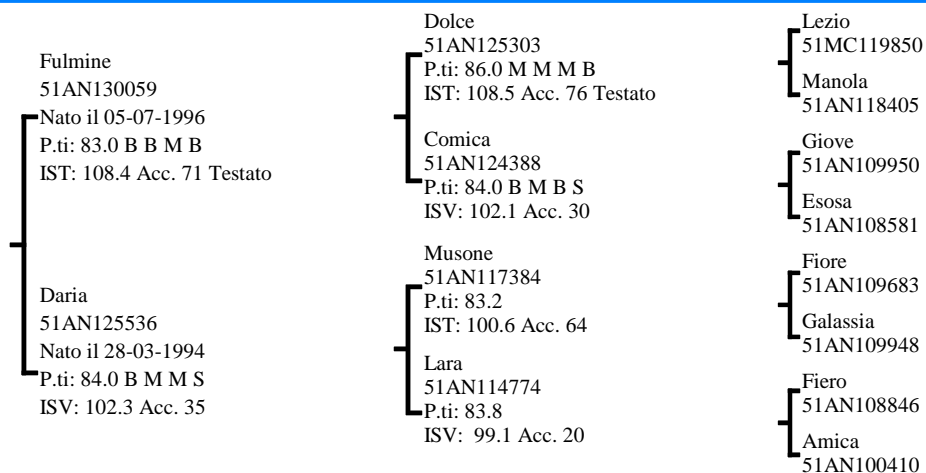 Fulmine
51AN130059
Nato il 05-07-1996
P.ti: 83.0 B B M B
IST: 108.4 Acc. 71 Testato
Daria
51AN125536
Nato il 28-03-1994
P.ti: 84.0 B M M S
ISV: 102.3 Acc. 35
Dolce
51AN125303
P.ti: 86.0 M M M B
IST: 108.5 Acc. 76 Testato
Comica
51AN124388
P.ti: 84.0 B M B S
ISV: 102.1 Acc. 30
Musone
51AN117384
P.ti: 83.2
IST: 100.6 Acc. 64
Lara
51AN114774
P.ti: 83.8
ISV: 99.1 Acc. 20
Lezio
51MC119850
Manola
51AN118405
Giove
51AN109950
Esosa
51AN108581
Fiore
51AN109683
Galassia
51AN109948
Fiero
51AN108846
Amica
51AN100410